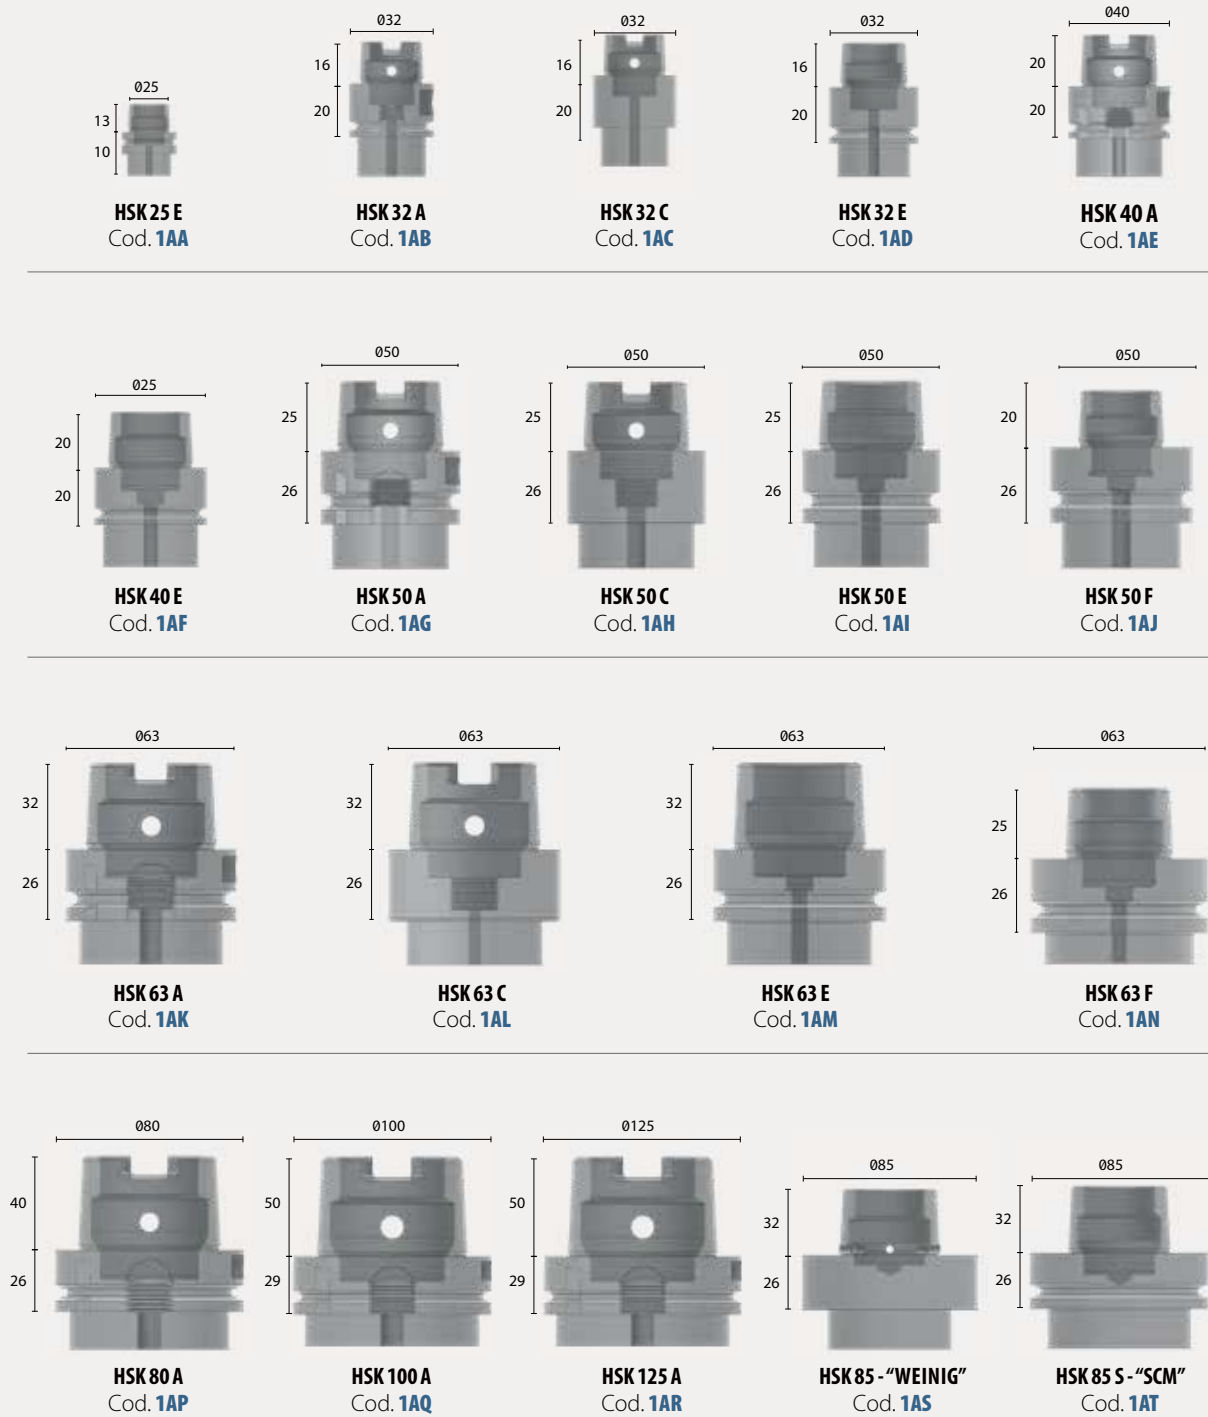 Ø25
13
10
HSK 25 E
Cod. 1AA
Ø32
16
20
HSK 32 A
Cod. 1AB
Ø32
16
20
HSK 32 C
Cod. 1AC
Ø32
16
20
HSK 32 E
Cod. 1AD
Ø40
20
20
HSK 40 A
Cod. 1AE
Ø25
20
20
HSK 40 E
Cod. 1AF
Ø50
25
26
HSK 50 A
Cod. 1AG
Ø50
25
26
HSK 50 C
Cod. 1AH
Ø50
25
26
HSK 50 E
Cod. 1AI
Ø50
20
26
HSK 50 F
Cod. 1AJ
Ø63
32
26
HSK 63 A
Cod. 1AK
Ø63
32
26
HSK 63 C
Cod. 1AL
Ø63
32
26
HSK 63 E
Cod. 1AM
Ø63
25
26
HSK 63 F
Cod. 1AN
Ø80
40
26
HSK 80 A
Cod. 1AP
Ø100
50
29
HSK 100 A
Cod. 1AQ
Ø125
50
29
HSK 125 A
Cod. 1AR
Ø85
32
26
HSK 85 - “WEINIG”
Cod. 1AS
Ø85
32
26
HSK 85 S - “SCM”
Cod. 1AT